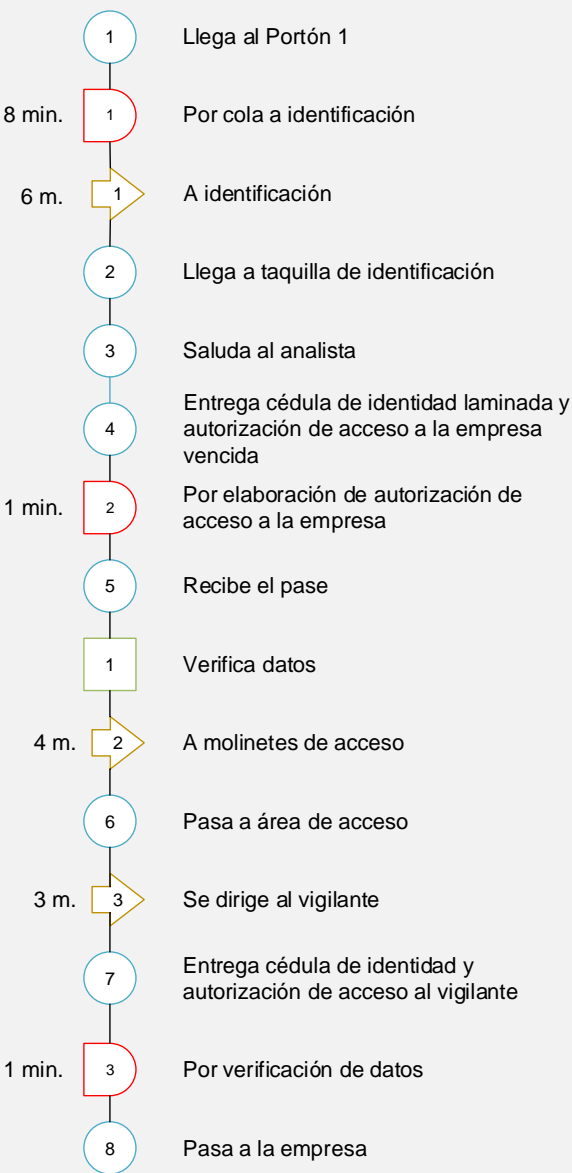 1 Llega al Portón 1
8 min. 1 Por cola a identificación
6 m. 1 A identificación
2 Llega a taquilla de identificación
3 Saluda al analista
Entrega cédula de identidad laminada y
4 autorización de acceso a la empresa
vencida
1 min. 2 Por elaboración de autorización de
acceso a la empresa
5 Recibe el pase
1 Verifica datos
4 m. 2 A molinetes de acceso
6 Pasa a área de acceso
3 m. 3 Se dirige al vigilante
7 Entrega cédula de identidad y
autorización de acceso al vigilante
1 min. 3 Por verificación de datos
8 Pasa a la empresa